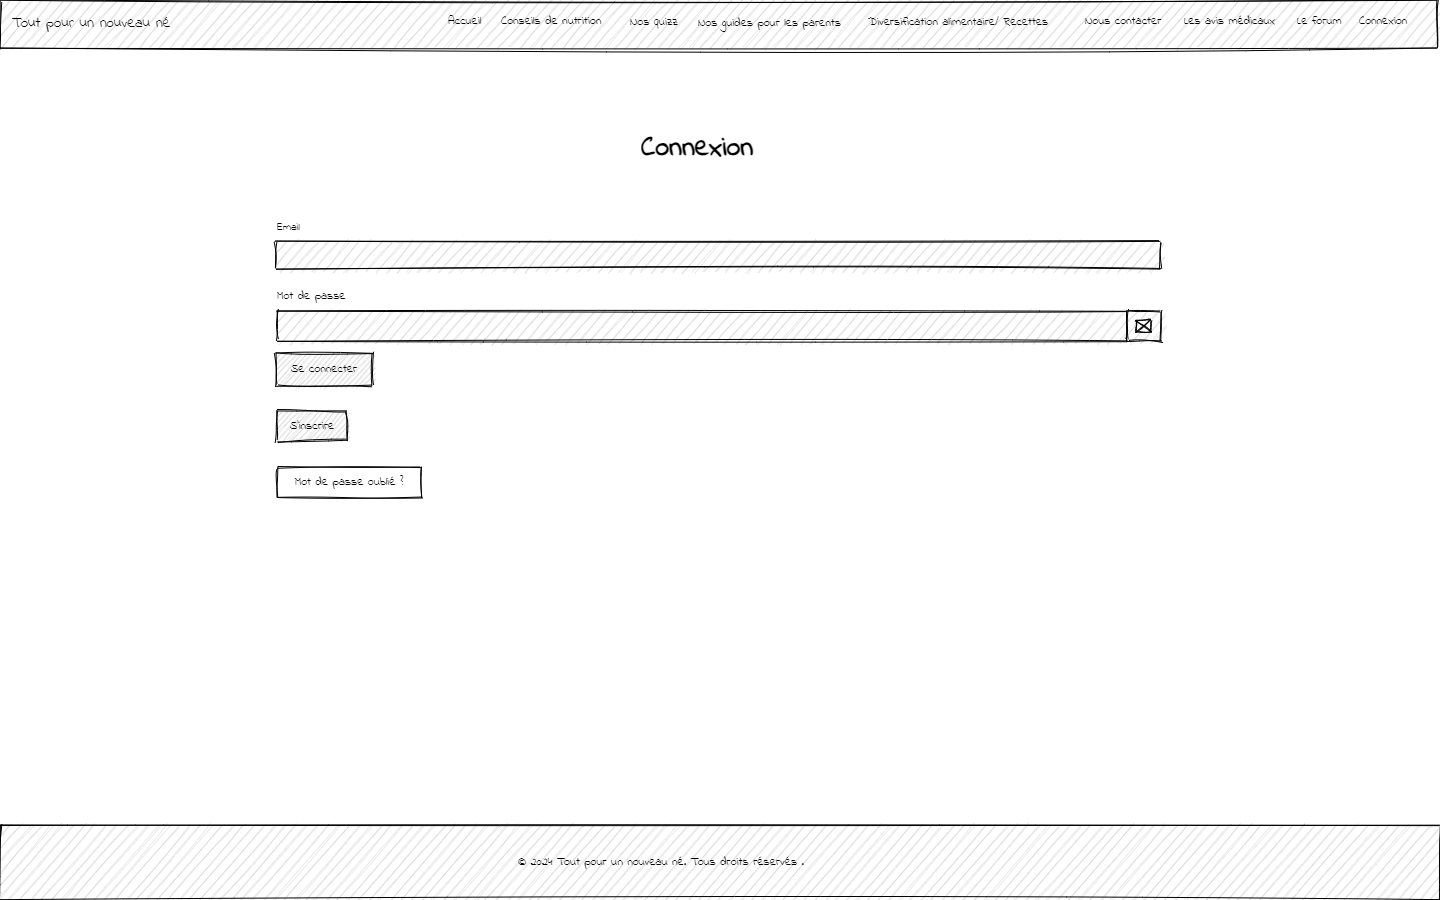 Tout pour un nouveau né Accueil Conseils de nutrition Nos quizz Nos guides pour les parents Diversification alimentaire/ Recettes Nous contacter Les avis médicaux Le forum Connexion
Connexion
Email
Mot de passe
Se connecter
S'inscrire
Mot de passe oublié ?
© 2024 Tout pour un nouveau né. Tous droits réservés .